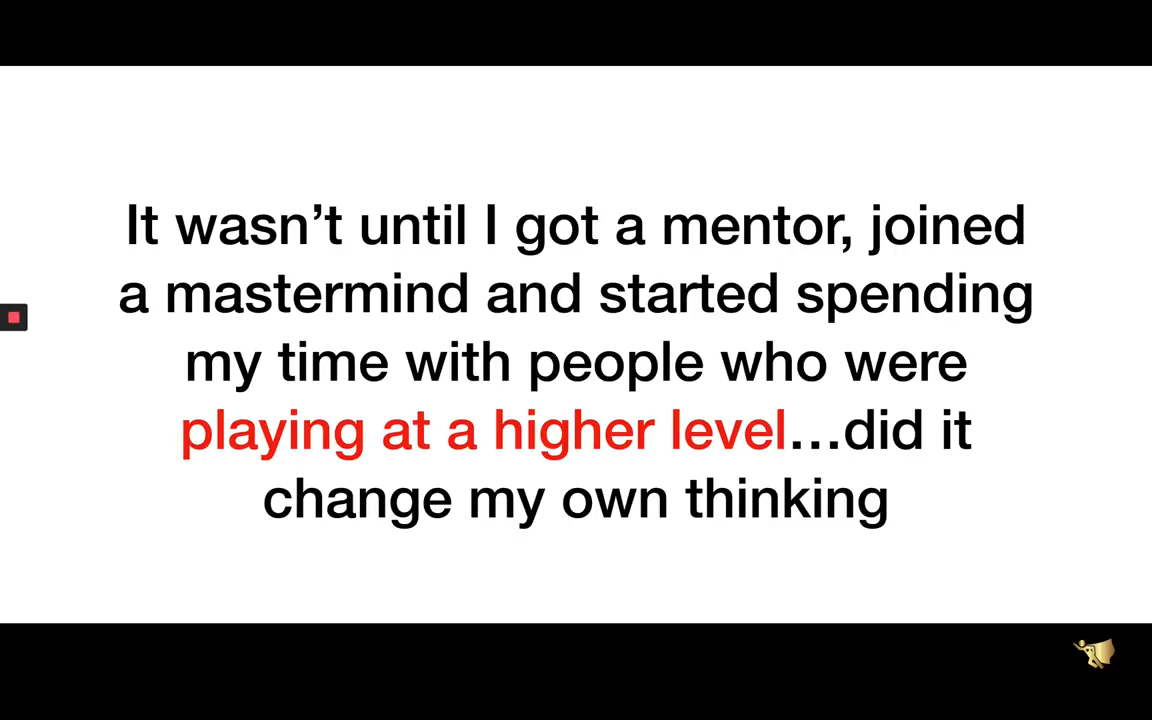 It wasn’t until I got a mentor, joined
a mastermind and started spending
my time with people who were
playing at a higher level…did it
change my own thinking